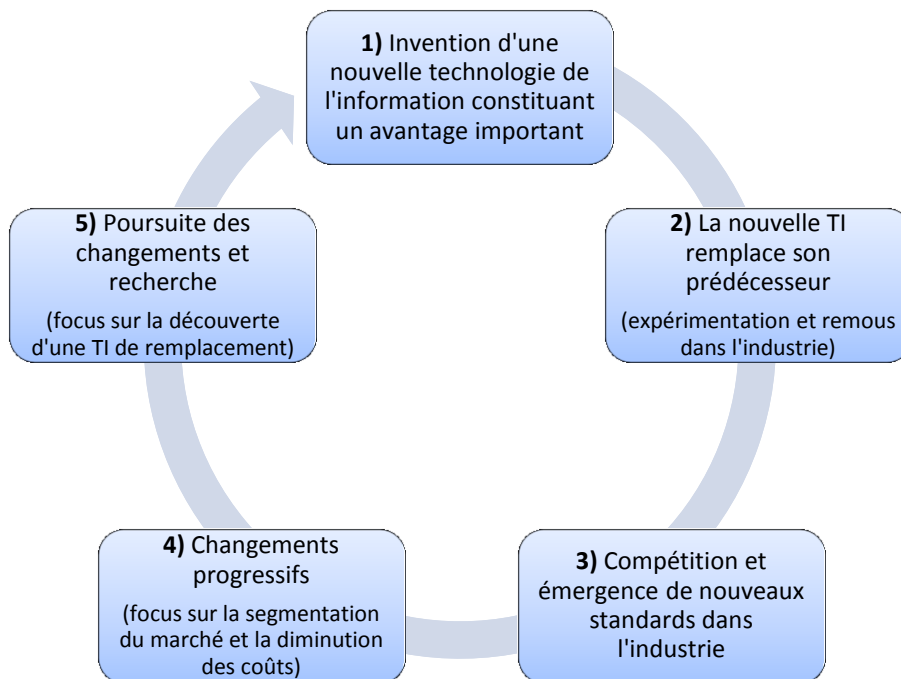 1) Invention d'une
nouvelle technologie de
l'information constituant
un avantage important
2) La nouvelle TI
remplace son
prédécesseur
(expérimentation et remous
dans l'industrie)
3) Compétition et
émergence de nouveaux
standards dans
l'industrie
4) Changements
progressifs
(focus sur la segmentation
du marché et la diminution
des coûts)
5) Poursuite des
changements et
recherche
(focus sur la découverte
d'une TI de remplacement)